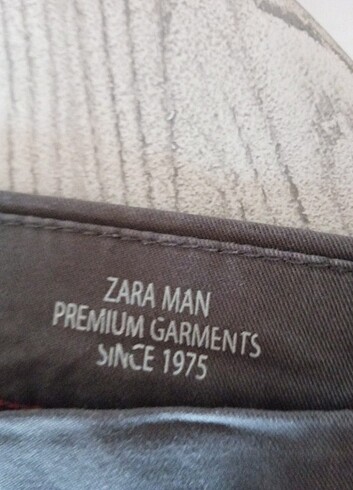 ZARA MAN
PREMIUM GARMENTS
SINCE 1975